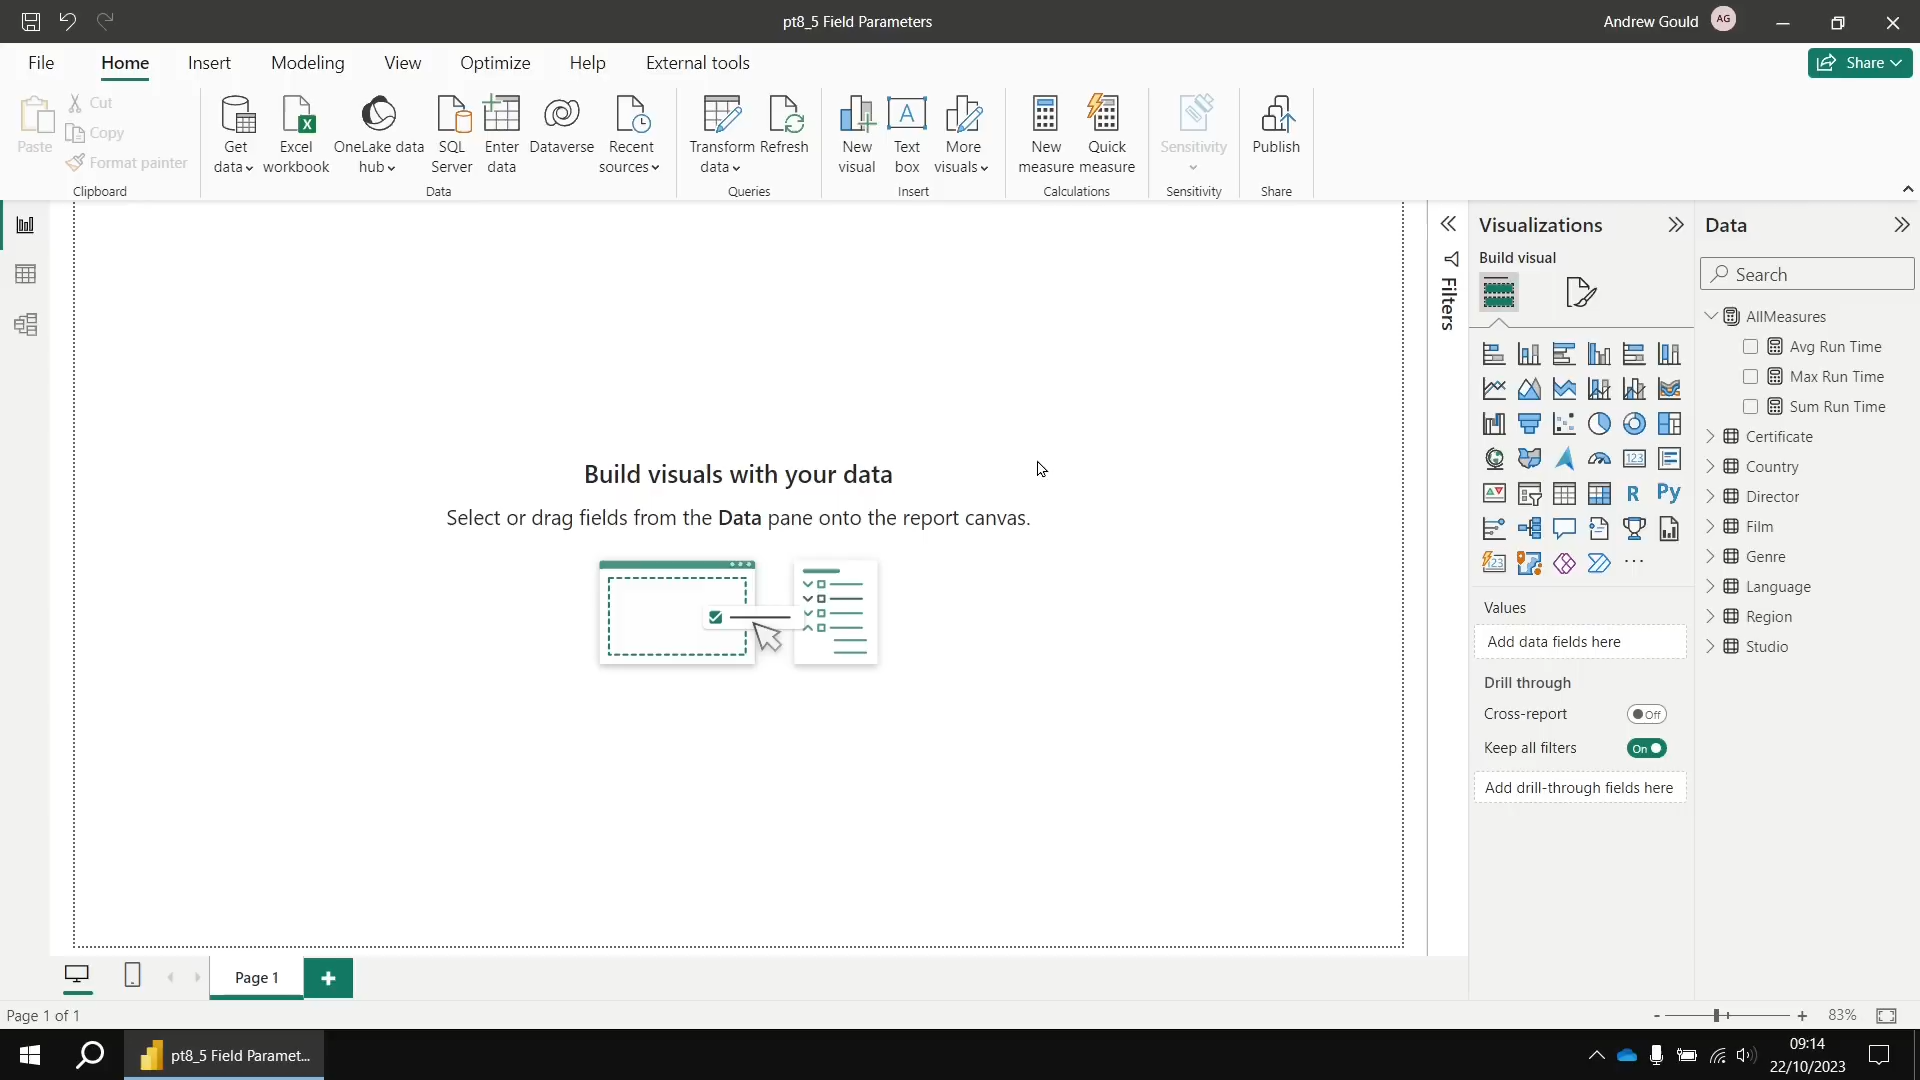 pt8_5 Field Parameters
Andrew Gould
AG
File
Home
Insert
Modeling
View
Optimize
Help
External tools
Share
Paste
Cut
Copy
Format painter
Clipboard
Get
data
Excel
workbook
OneLake data
hub
SQL
Server
Enter
data
Dataverse
Recent
sources
Data
Transform
data
Refresh
Queries
New
visual
Text
box
More
visuals
Insert
New
measure
Quick
measure
Calculations
Sensitivity
Sensitivity
Publish
Share
Build visuals with your data
Select or drag fields from the Data pane onto the report canvas.
Filters
Visualizations
Build visual
123
R
Py
123
Values
Add data fields here
Drill through
Cross-report
Off
Keep all filters
On
Add drill-through fields here
Data
Search
AllMeasures
Avg Run Time
Max Run Time
Sum Run Time
Certificate
Country
Director
Film
Genre
Language
Region
Studio
Page 1
Page 1 of 1
83%
pt8_5 Field Paramet...
09:14
22/10/2023